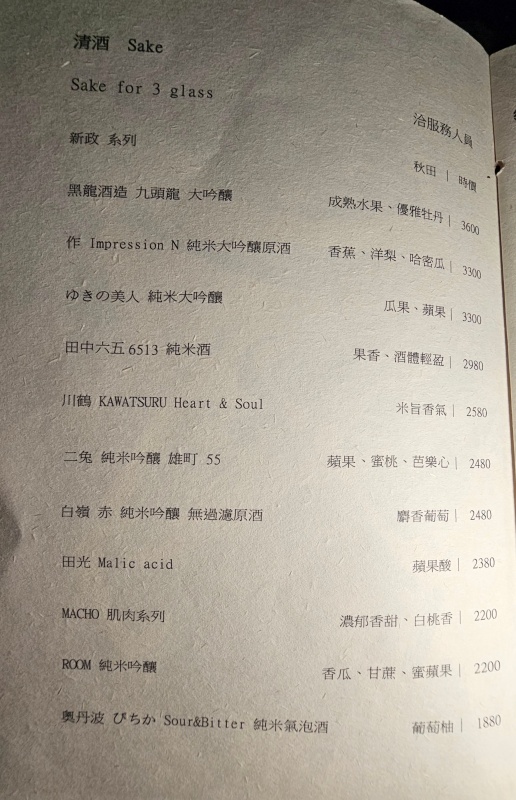 清酒 Sake
Sake for 3 glass 洽服務人員
新政 系列 秋田 | 時價
黑龍酒造 九頭龍 大吟釀 成熟水果、優雅牡丹 | 3600
作 Impression N 純米大吟釀原酒 香蕉、洋梨、哈密瓜 | 3300
ゆきの美人 純米大吟釀 瓜果、蘋果 | 3300
田中六五 6513 純米酒 果香、酒體輕盈 | 2980
川鶴 KAWATSURU Heart & Soul 米旨香氣 | 2580
二兔 純米吟釀 雄町 55 蘋果、蜜桃、芭樂心 | 2480
白嶺 赤 純米吟釀 無過濾原酒 麝香葡萄 | 2480
田光 Malic acid 蘋果酸 | 2380
MACHO 肌肉系列 濃郁香甜、白桃香 | 2200
ROOM 純米吟釀 香瓜、甘蔗、蜜蘋果 | 2200
奧丹波 ぴちか Sour&Bitter 純米氣泡酒 葡萄柚 | 1880